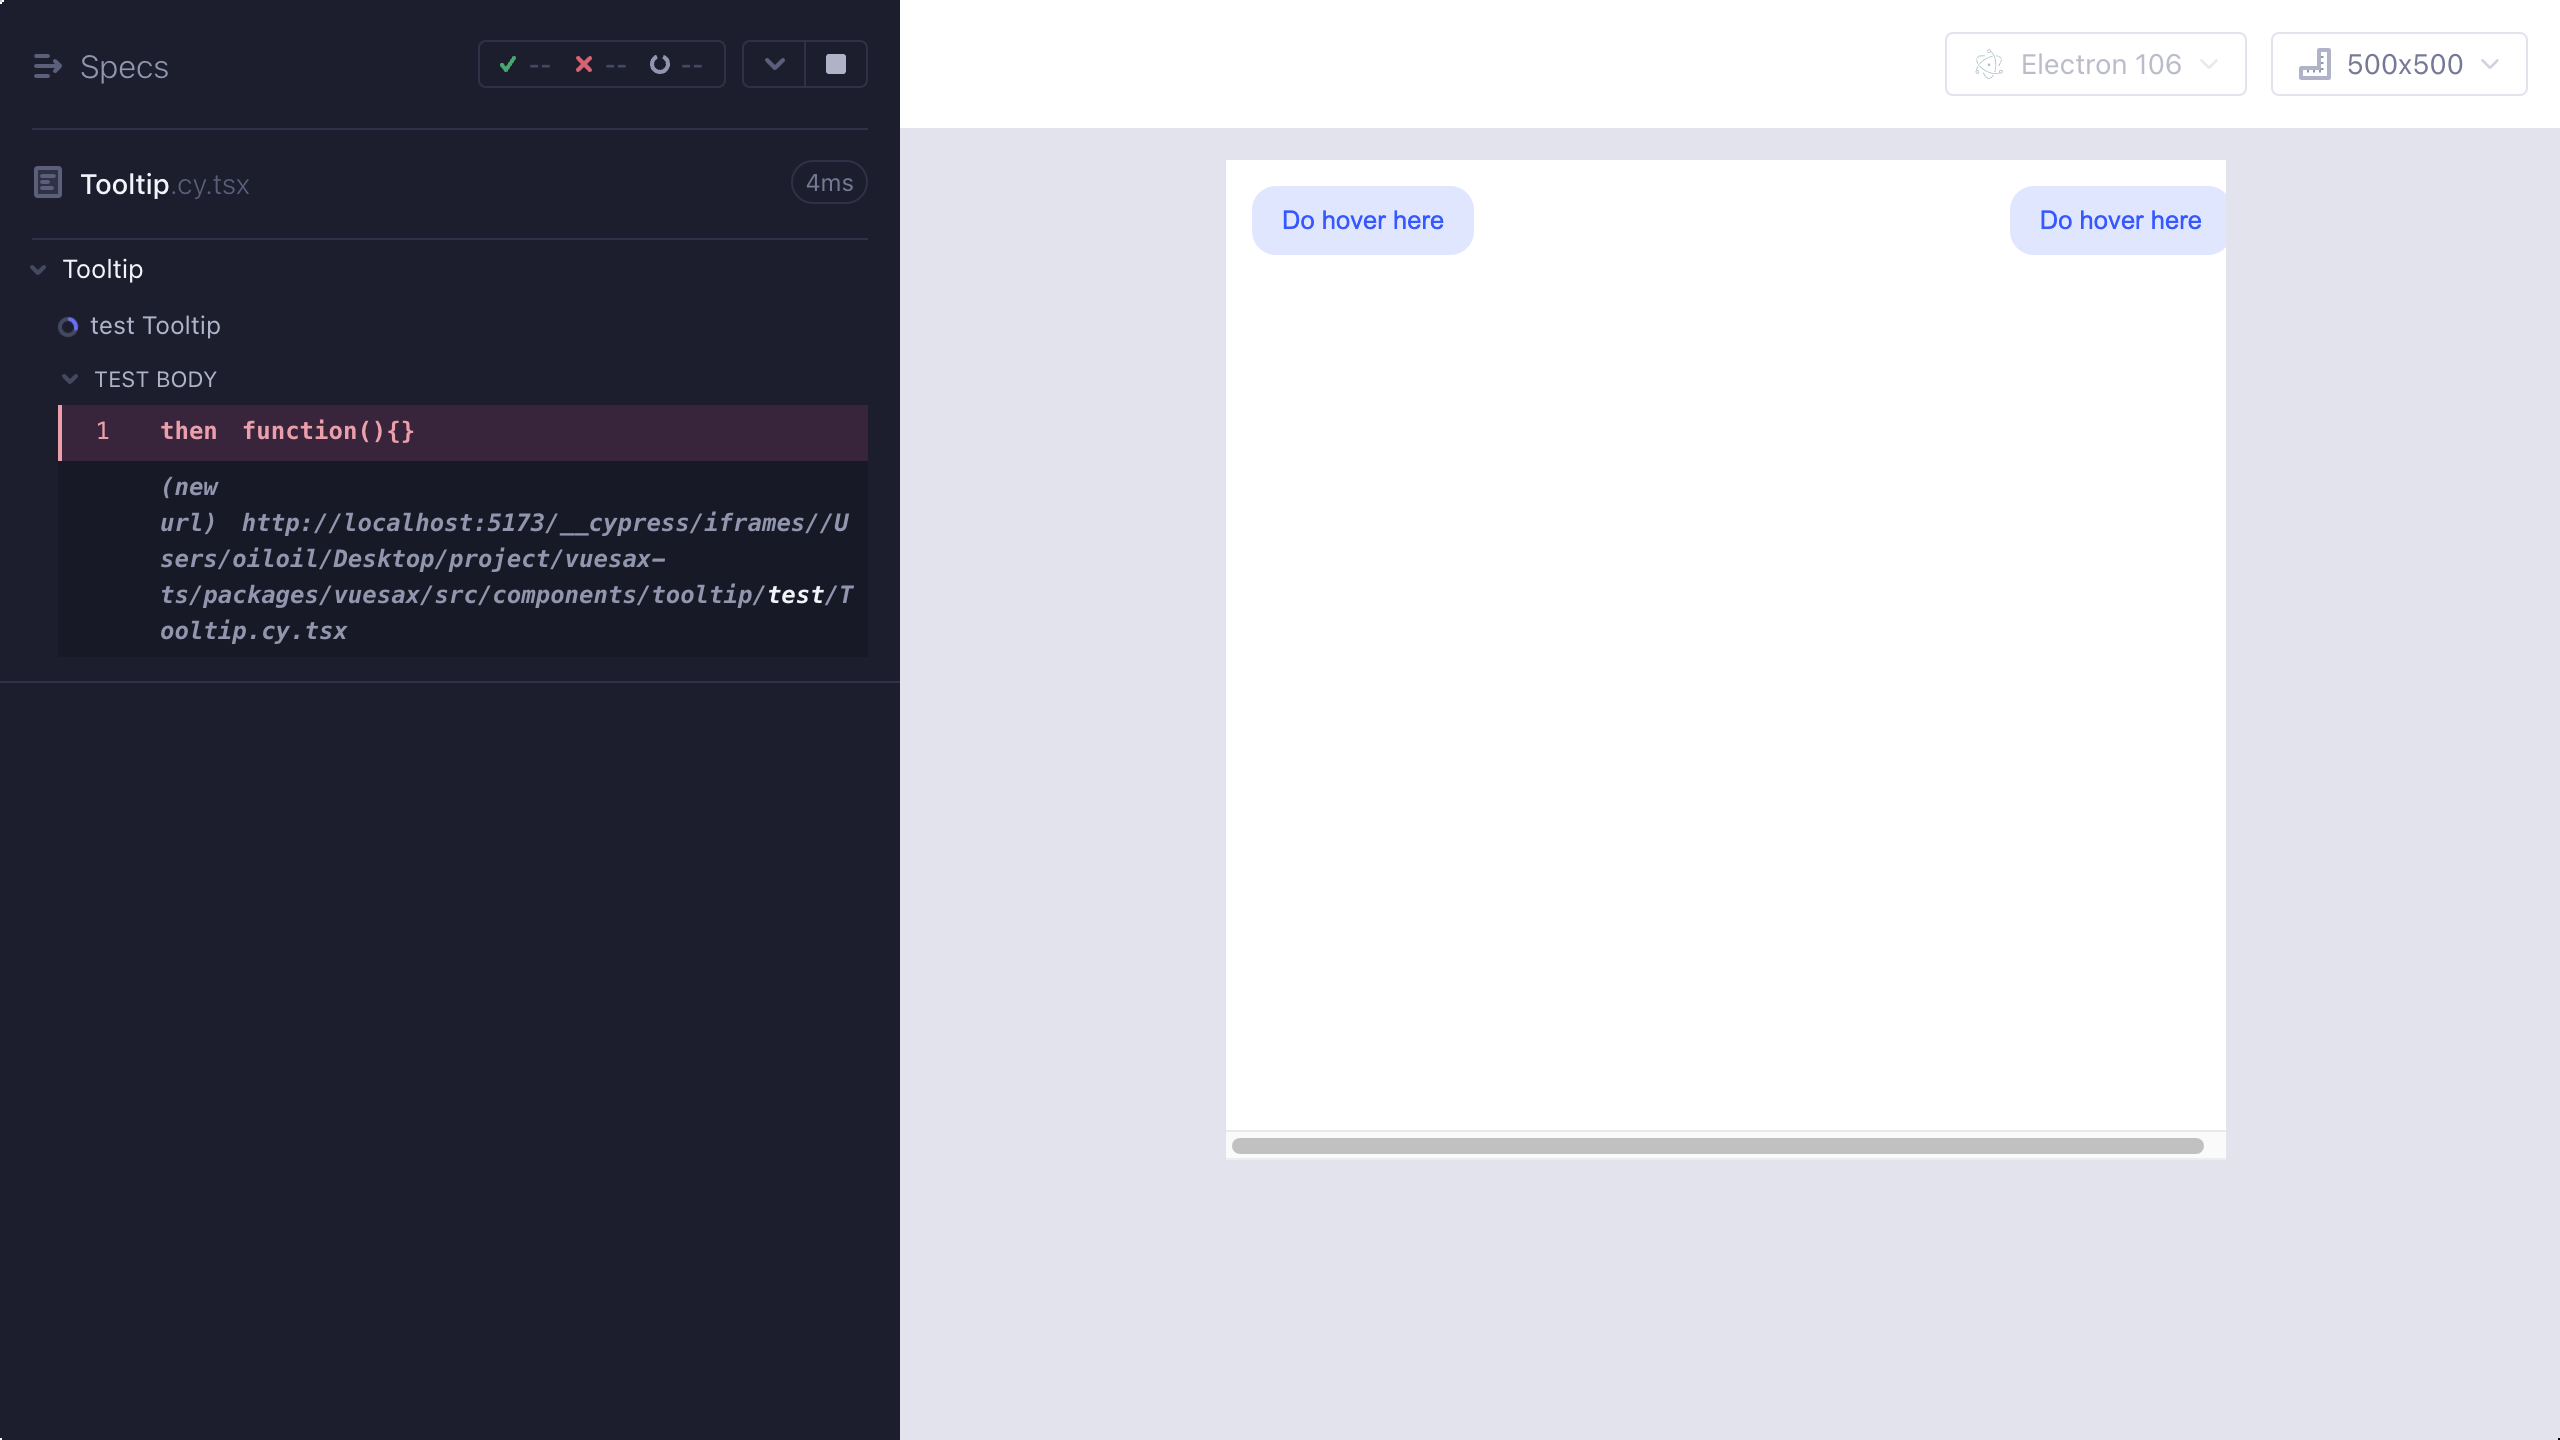 Specs
--
--
--
Electron 106
500x500
Tooltip.cy.tsx
4ms
Do hover here
Do hover here
Tooltip
test Tooltip
TEST BODY
1 then function(){}
(new
url) http://localhost:5173/__cypress/iframes//U
sers/oiloil/Desktop/project/vuesax-
ts/packages/vuesax/src/components/tooltip/test/T
ooltip.cy.tsx